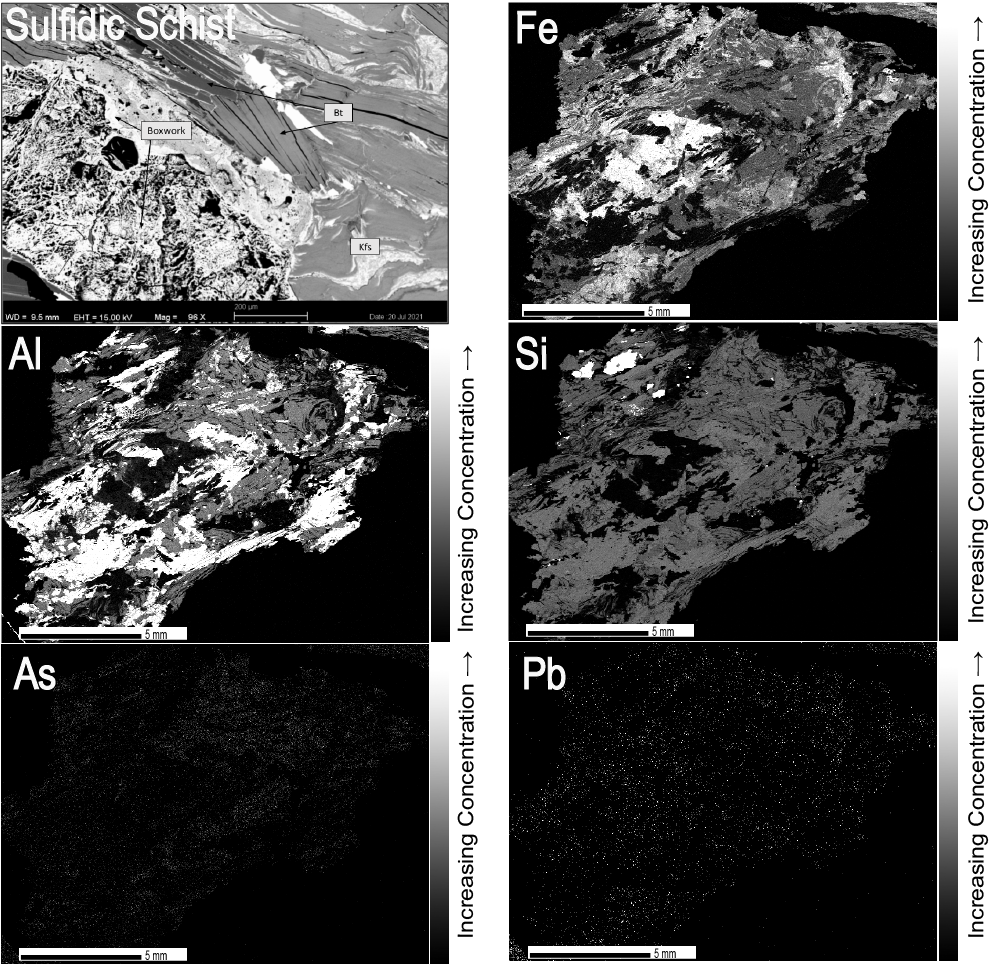 Sulfidic Schist
Bt
Boxwork
Kfs
200 µm
WD = 9.5 mm EHT = 15.00 kV Mag = 96 X Date :20 Jul 2021
Fe
5 mm
Increasing Concentration →
Al
5 mm
Increasing Concentration →
Si
5 mm
Increasing Concentration →
As
5 mm
Increasing Concentration →
Pb
5 mm
Increasing Concentration →